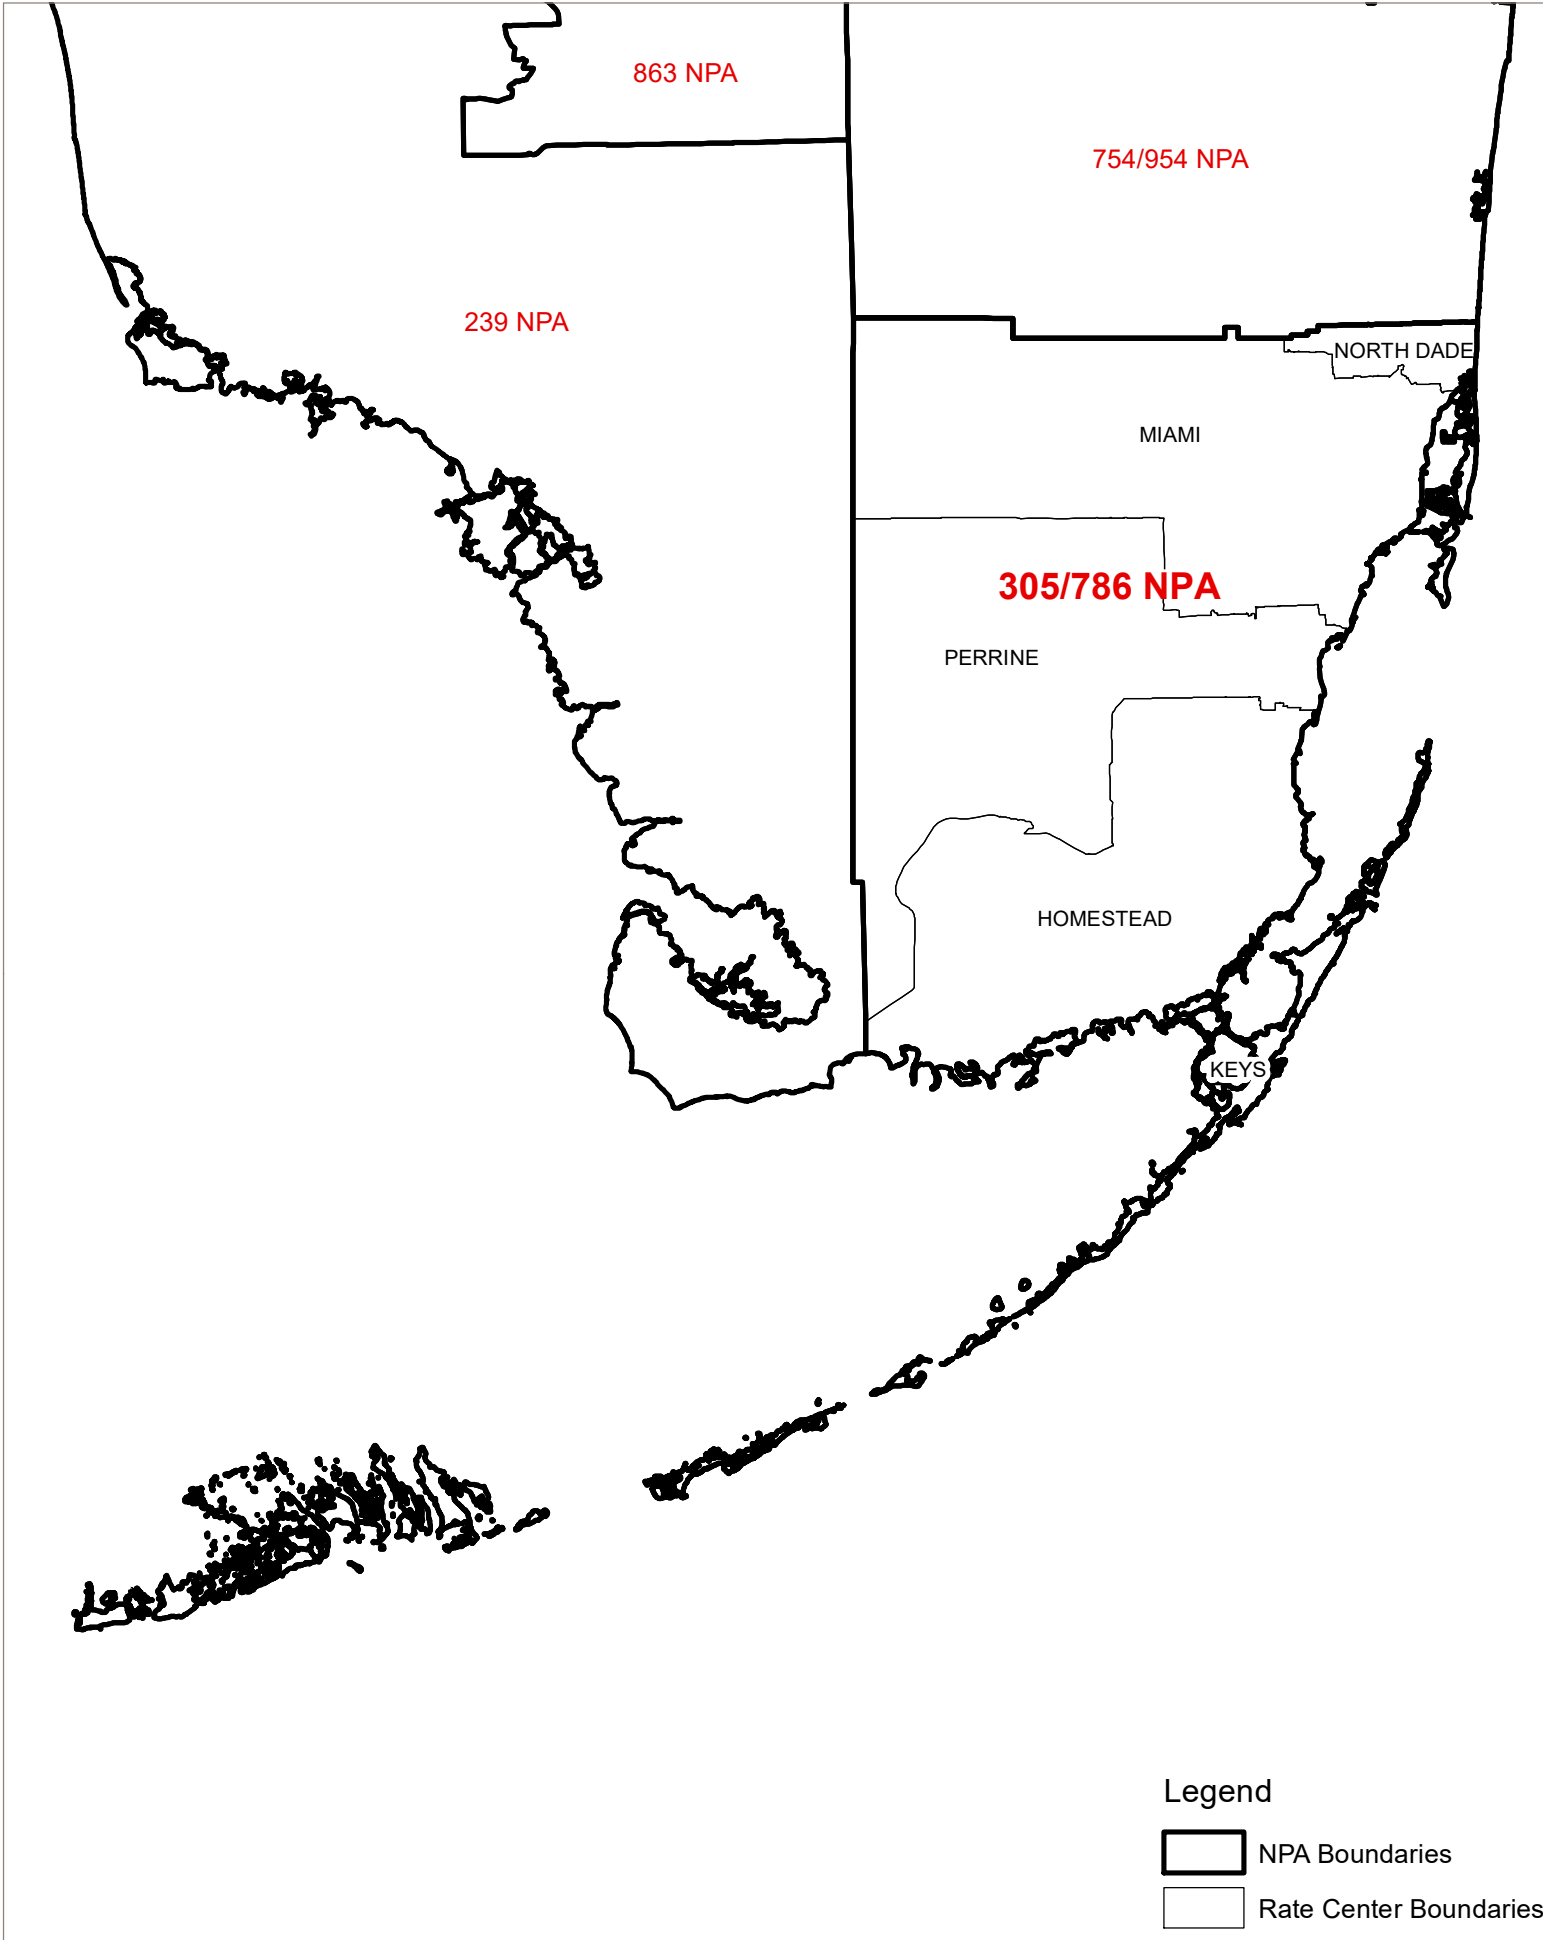 863 NPA
754/954 NPA
239 NPA
NORTH DADE
MIAMI
305/786 NPA
PERRINE
HOMESTEAD
KEYS
Legend
NPA Boundaries
Rate Center Boundaries